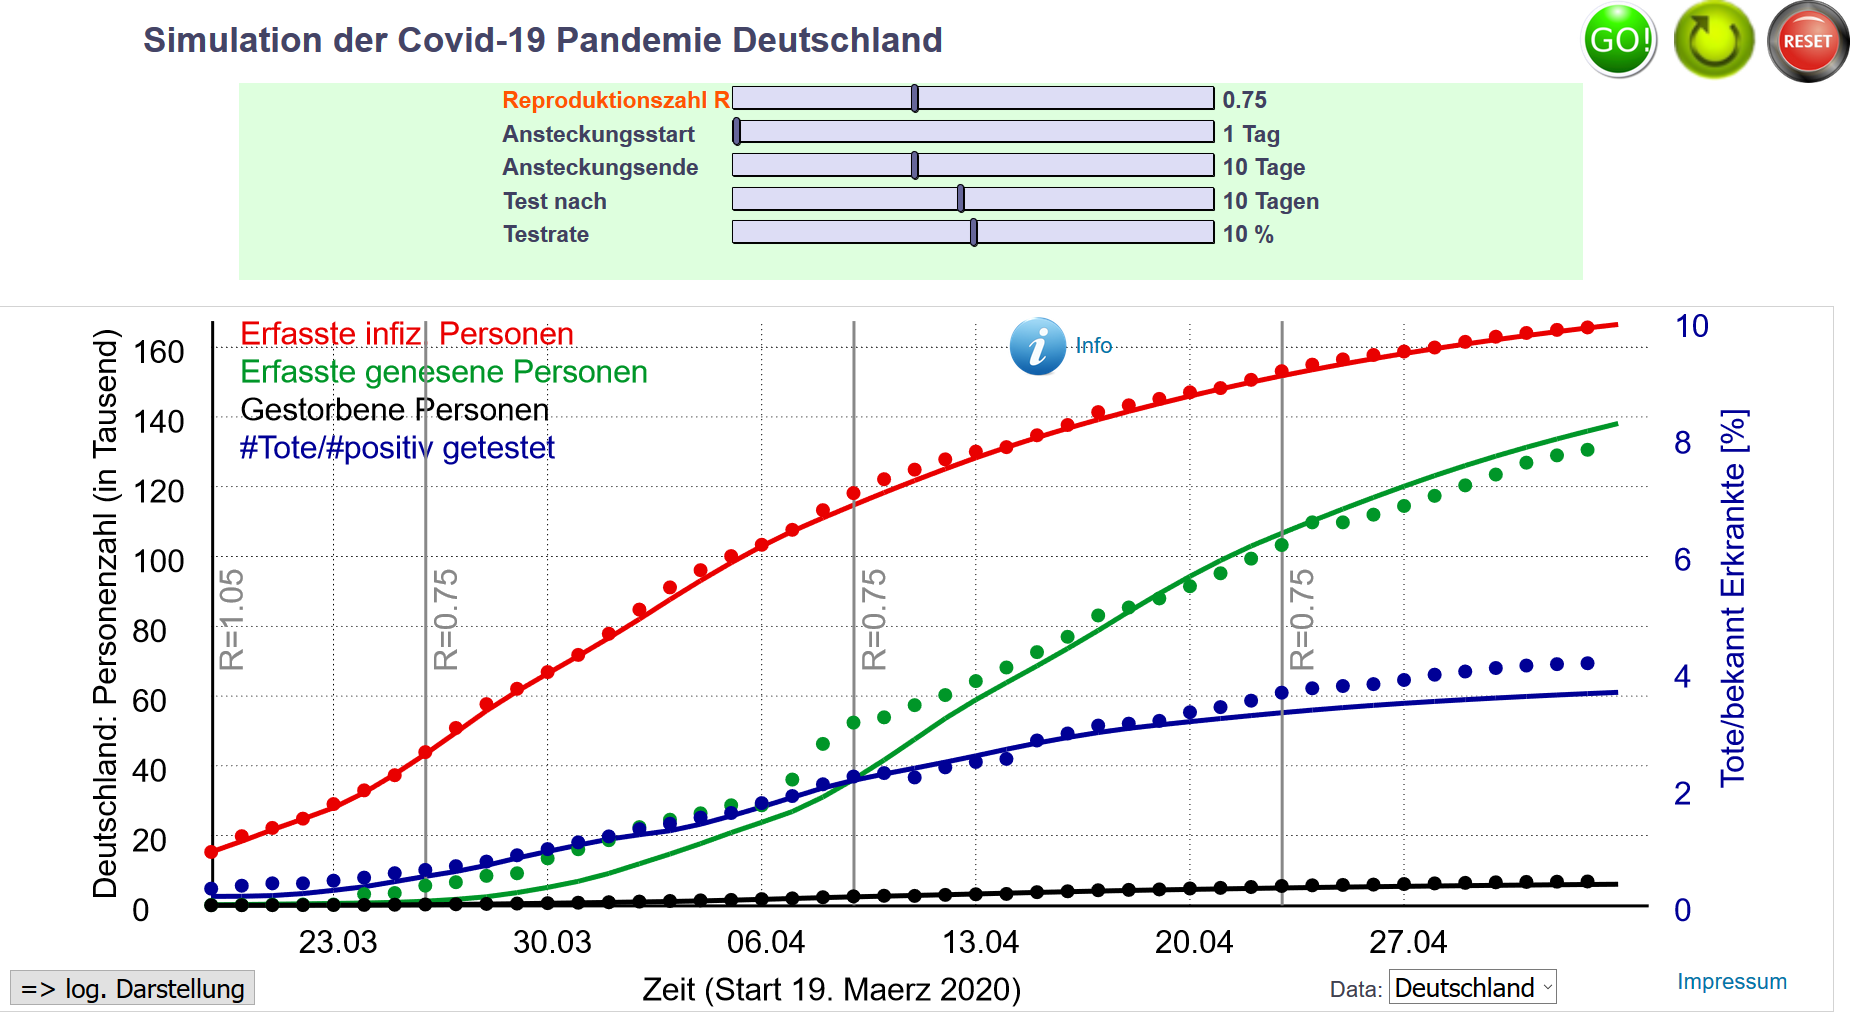 Simulation der Covid-19 Pandemie Deutschland
GO!
RESET
Reproduktionszahl R 0.75
Ansteckungsstart 1 Tag
Ansteckungsende 10 Tage
Test nach 10 Tagen
Testrate 10 %
Erfasste infiz. Personen
Erfasste genesene Personen
Gestorbene Personen
#Tote/#positiv getestet
Info
Deutschland: Personenzahl (in Tausend)
160
140
120
100
80
60
40
20
0
R=1.05
R=0.75
R=0.75
R=0.75
10
8
6
4
2
0
Tote/bekannt Erkrankte [%]
23.03 30.03 06.04 13.04 20.04 27.04
Zeit (Start 19. Maerz 2020)
=> log. Darstellung
Data: Deutschland
Impressum